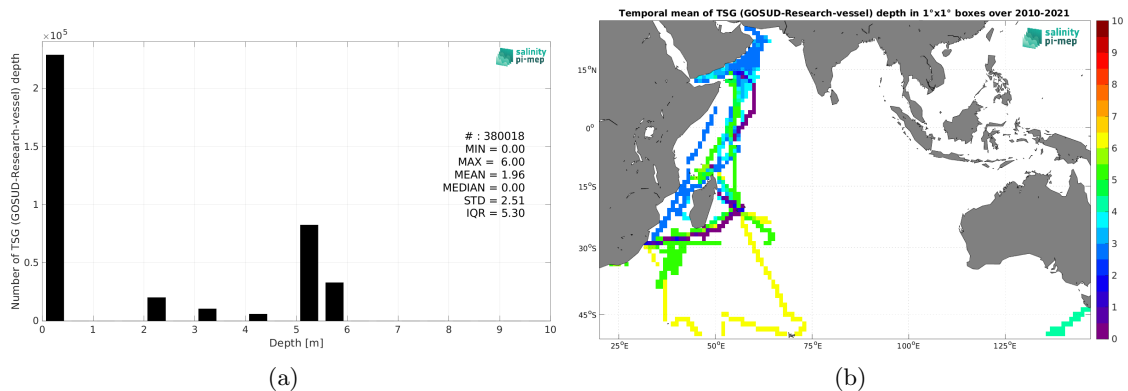 ×10⁵
2
1.5
1
0.5
0
Number of TSG (GOSUD-Research-vessel) depth
salinity
pi-mep
# : 380018
MIN = 0.00
MAX = 6.00
MEAN = 1.96
MEDIAN = 0.00
STD = 2.51
IQR = 5.30
0 1 2 3 4 5 6 7 8 9 10
Depth [m]
(a)
Temporal mean of TSG (GOSUD-Research-vessel) depth in 1°x1° boxes over 2010-2021
salinity
pi-mep
15°N
0°
15°S
30°S
45°S
25°E 50°E 75°E 100°E 125°E
10
9
8
7
6
5
4
3
2
1
0
(b)